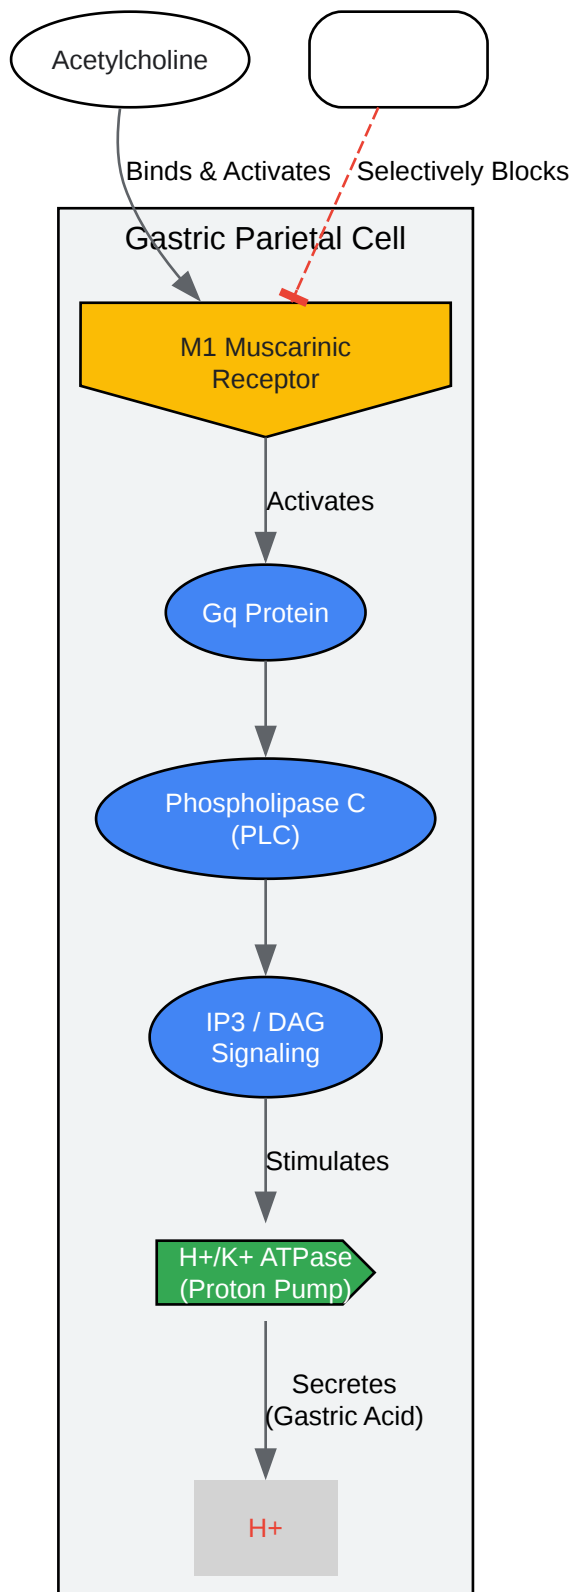 Acetylcholine
Binds & Activates
Selectively Blocks
Gastric Parietal Cell
M1 Muscarinic
Receptor
Activates
Gq Protein
Phospholipase C
(PLC)
IP3 / DAG
Signaling
Stimulates
H+/K+ ATPase
(Proton Pump)
Secretes
(Gastric Acid)
H+